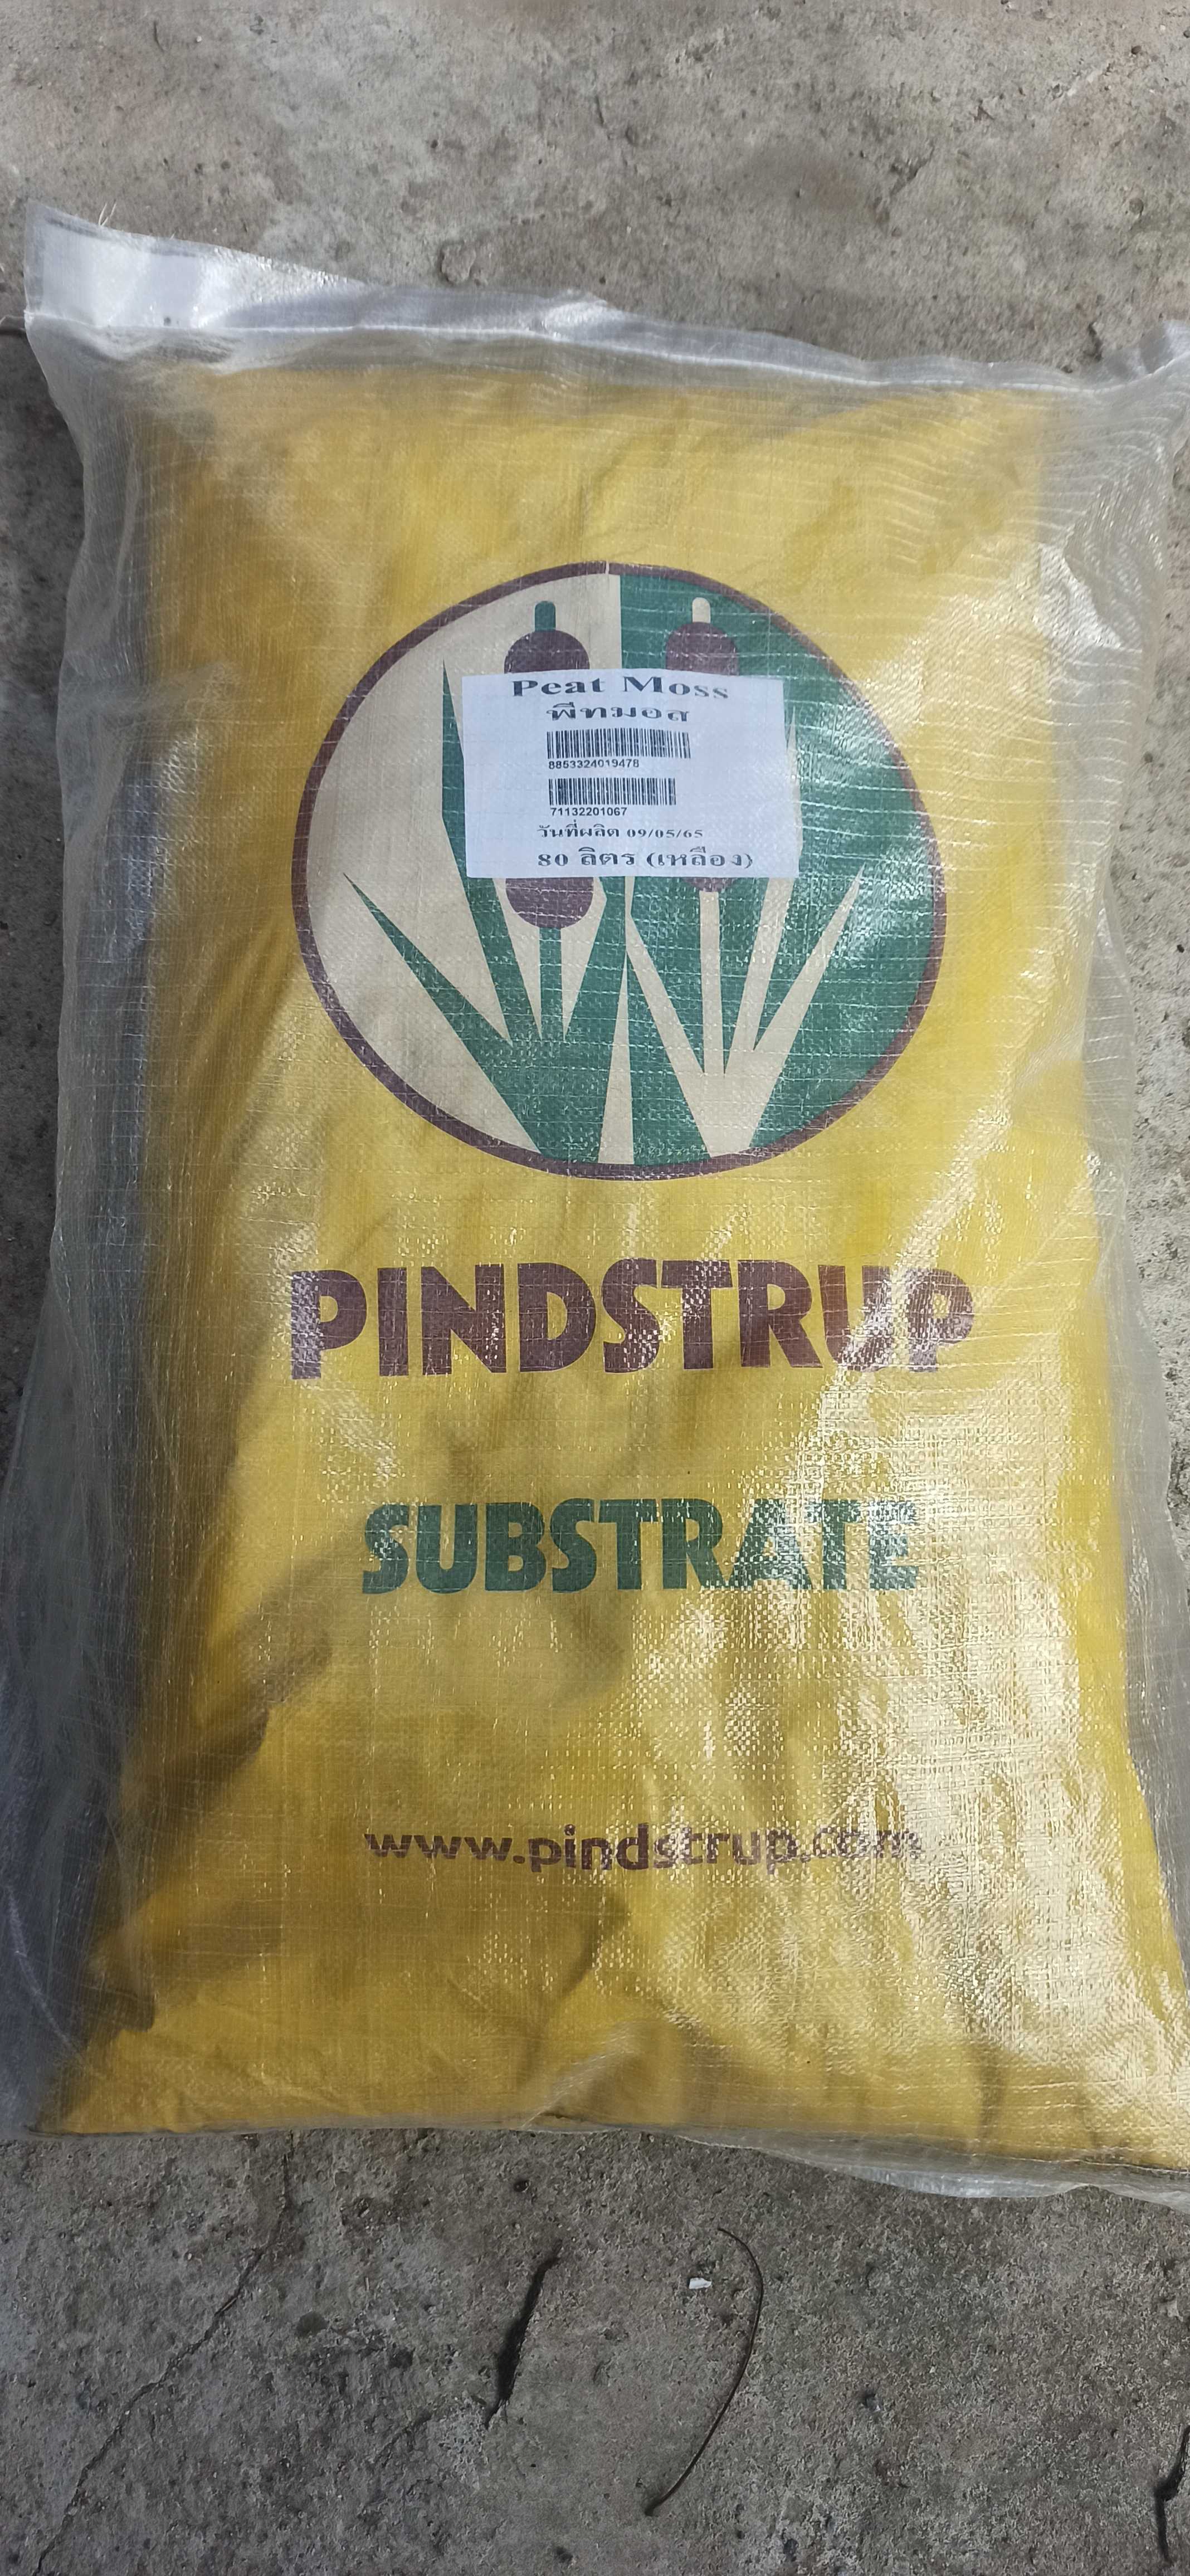 Peat Moss
พีทมอส
8853324019478
71132201067
วันที่ผลิต 09/05/65
80 ลิตร (เหลือง)
PINDSTRUP
SUBSTRATE
www.pindstrup.com